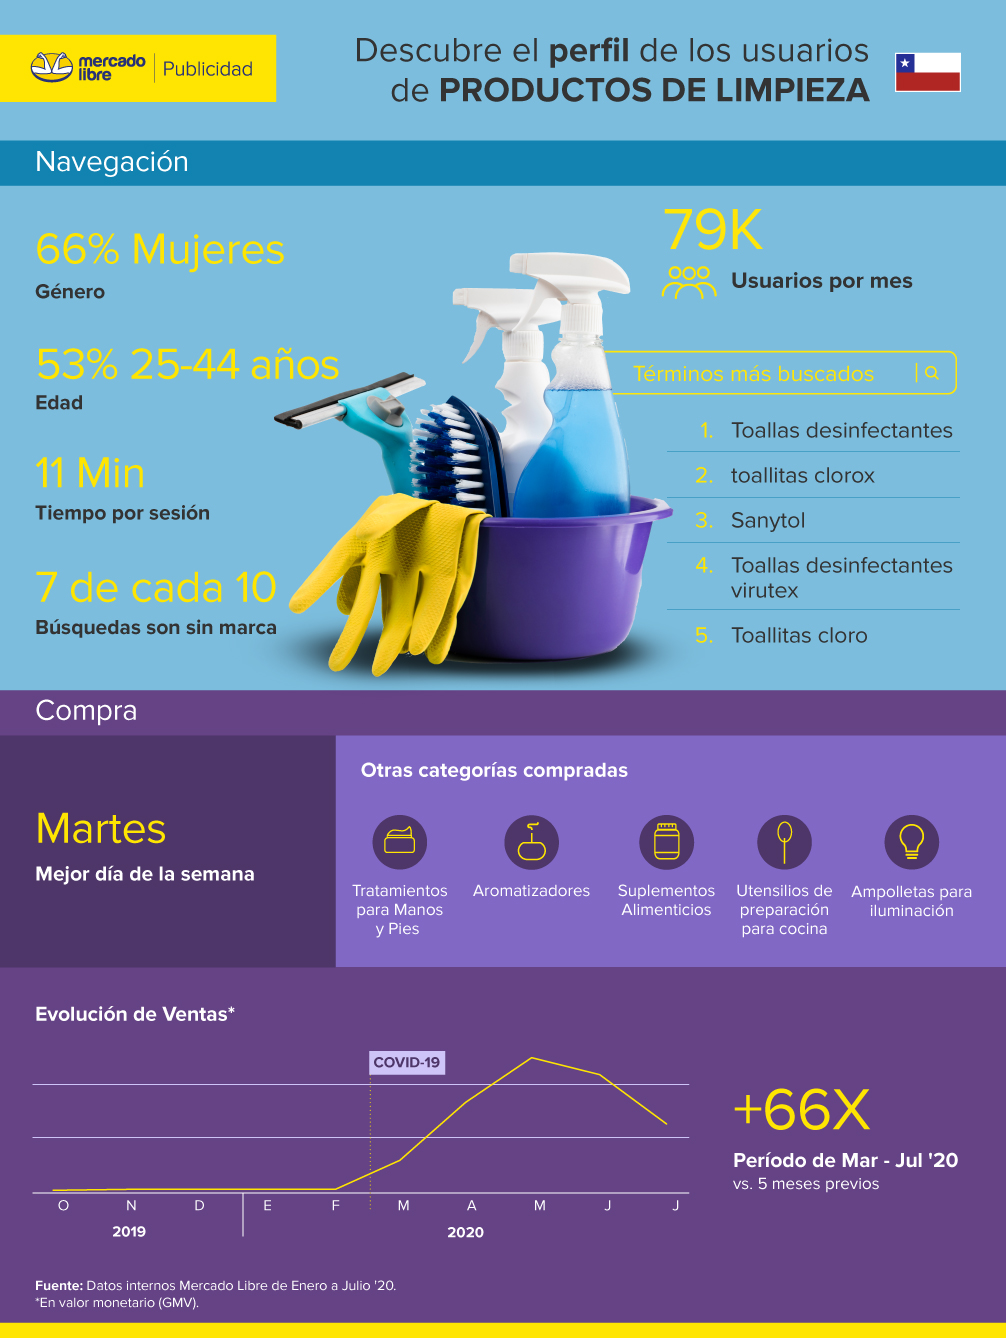 mercado
libre
Publicidad
Descubre el perfil de los usuarios
de PRODUCTOS DE LIMPIEZA
Navegación
66% Mujeres
Género
53% 25-44 años
Edad
11 Min
Tiempo por sesión
7 de cada 10
Búsquedas son sin marca
79K
Usuarios por mes
Términos más buscados
1. Toallas desinfectantes
2. toallitas clorox
3. Sanytol
4. Toallas desinfectantes
virutex
5. Toallitas cloro
Compra
Martes
Mejor día de la semana
Otras categorías compradas
Tratamientos
para Manos
y Pies
Aromatizadores
Suplementos
Alimenticios
Utensilios de
preparación
para cocina
Ampolletas para
iluminación
Evolución de Ventas*
COVID-19
O N D E F M A M J J
2019 2020
+66X
Período de Mar - Jul '20
vs. 5 meses previos
Fuente: Datos internos Mercado Libre de Enero a Julio '20.
*En valor monetario (GMV).